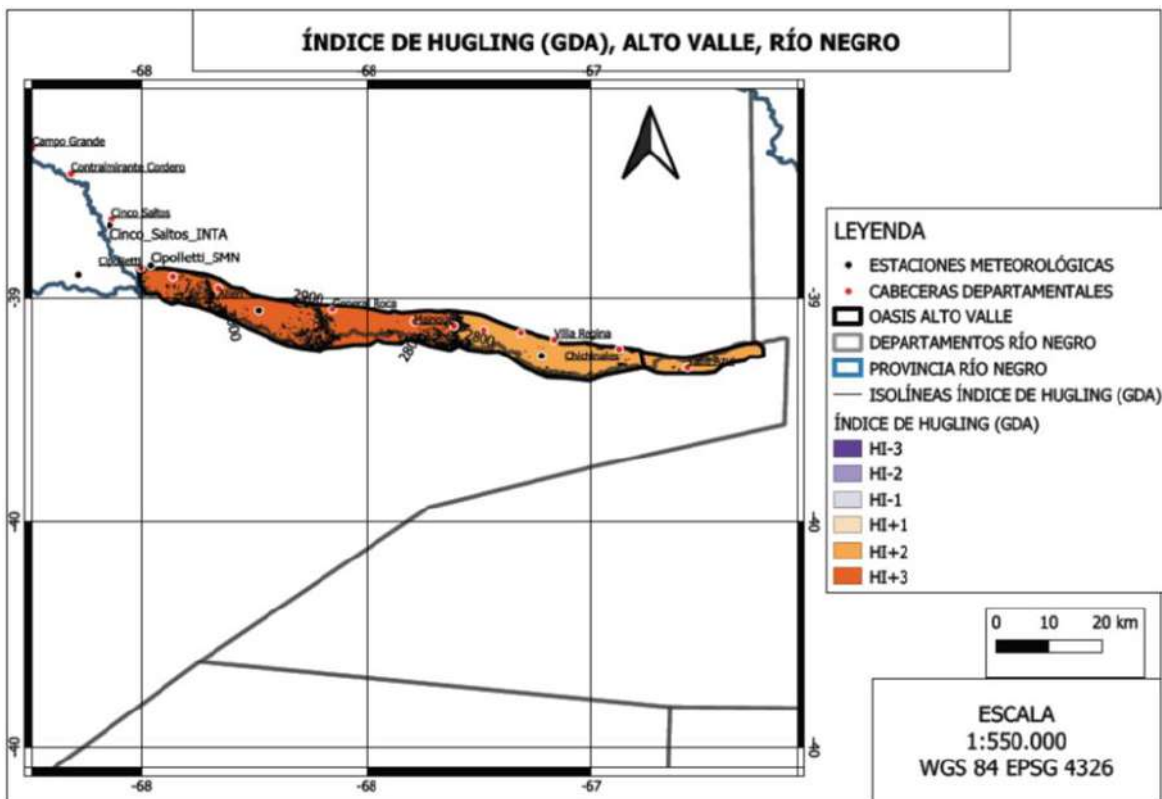 ÍNDICE DE HUGLING (GDA), ALTO VALLE, RÍO NEGRO
-68 -68 -67
Campo Grande
Contralmirante Cordero
Cinco Saltos
Cinco_Saltos_INTA
Cipolletti Cipolletti_SMN
-39 2900 General Roca -39
2800 Villa Regina
2800 Chichinales
-40 -40
-40 -40
-68 -68 -67
LEYENDA
ESTACIONES METEOROLÓGICAS
CABECERAS DEPARTAMENTALES
OASIS ALTO VALLE
DEPARTAMENTOS RÍO NEGRO
PROVINCIA RÍO NEGRO
ISOLÍNEAS ÍNDICE DE HUGLING (GDA)
ÍNDICE DE HUGLING (GDA)
HI-3
HI-2
HI-1
HI+1
HI+2
HI+3
0 10 20 km
ESCALA
1:550.000
WGS 84 EPSG 4326